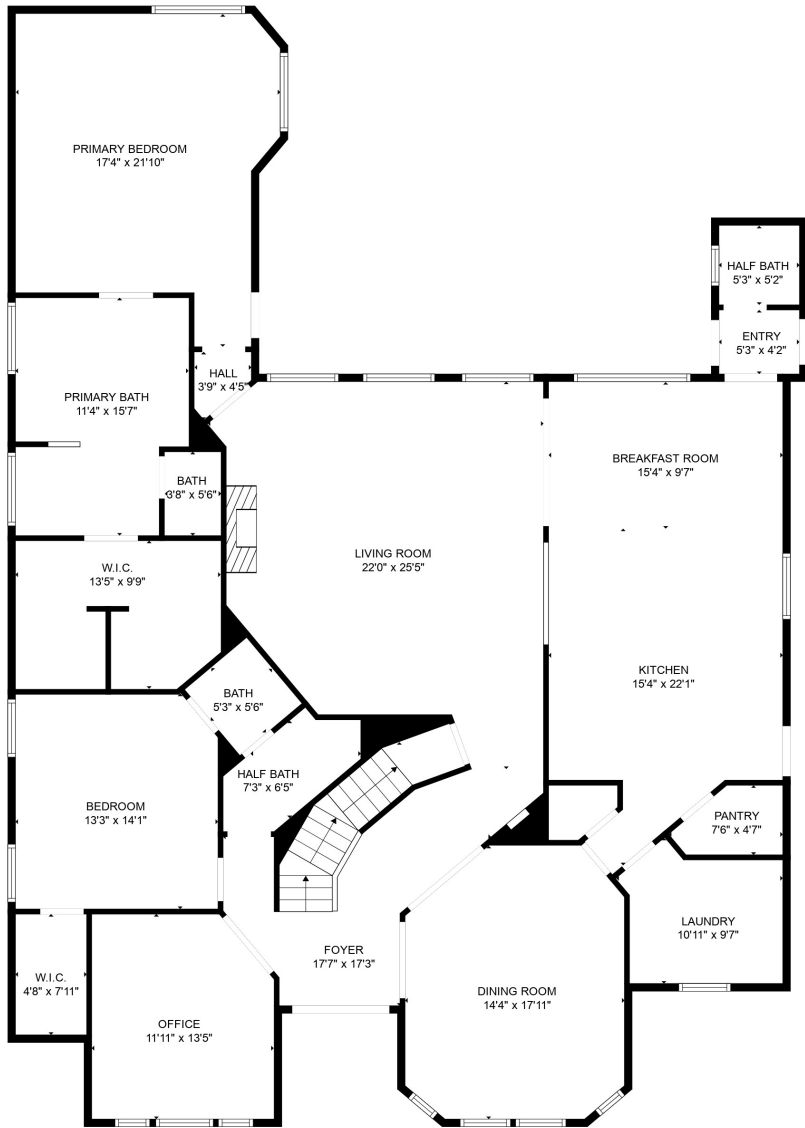 PRIMARY BEDROOM
17'4" x 21'10"
HALF BATH
5'3" x 5'2"
ENTRY
5'3" x 4'2"
HALL
3'9" x 4'5"
PRIMARY BATH
11'4" x 15'7"
BATH
3'8" x 5'6"
BREAKFAST ROOM
15'4" x 9'7"
LIVING ROOM
22'0" x 25'5"
W.I.C.
13'5" x 9'9"
KITCHEN
15'4" x 22'1"
BATH
5'3" x 5'6"
HALF BATH
7'3" x 6'5"
BEDROOM
13'3" x 14'1"
PANTRY
7'6" x 4'7"
LAUNDRY
10'11" x 9'7"
FOYER
17'7" x 17'3"
W.I.C.
4'8" x 7'11"
DINING ROOM
14'4" x 17'11"
OFFICE
11'11" x 13'5"